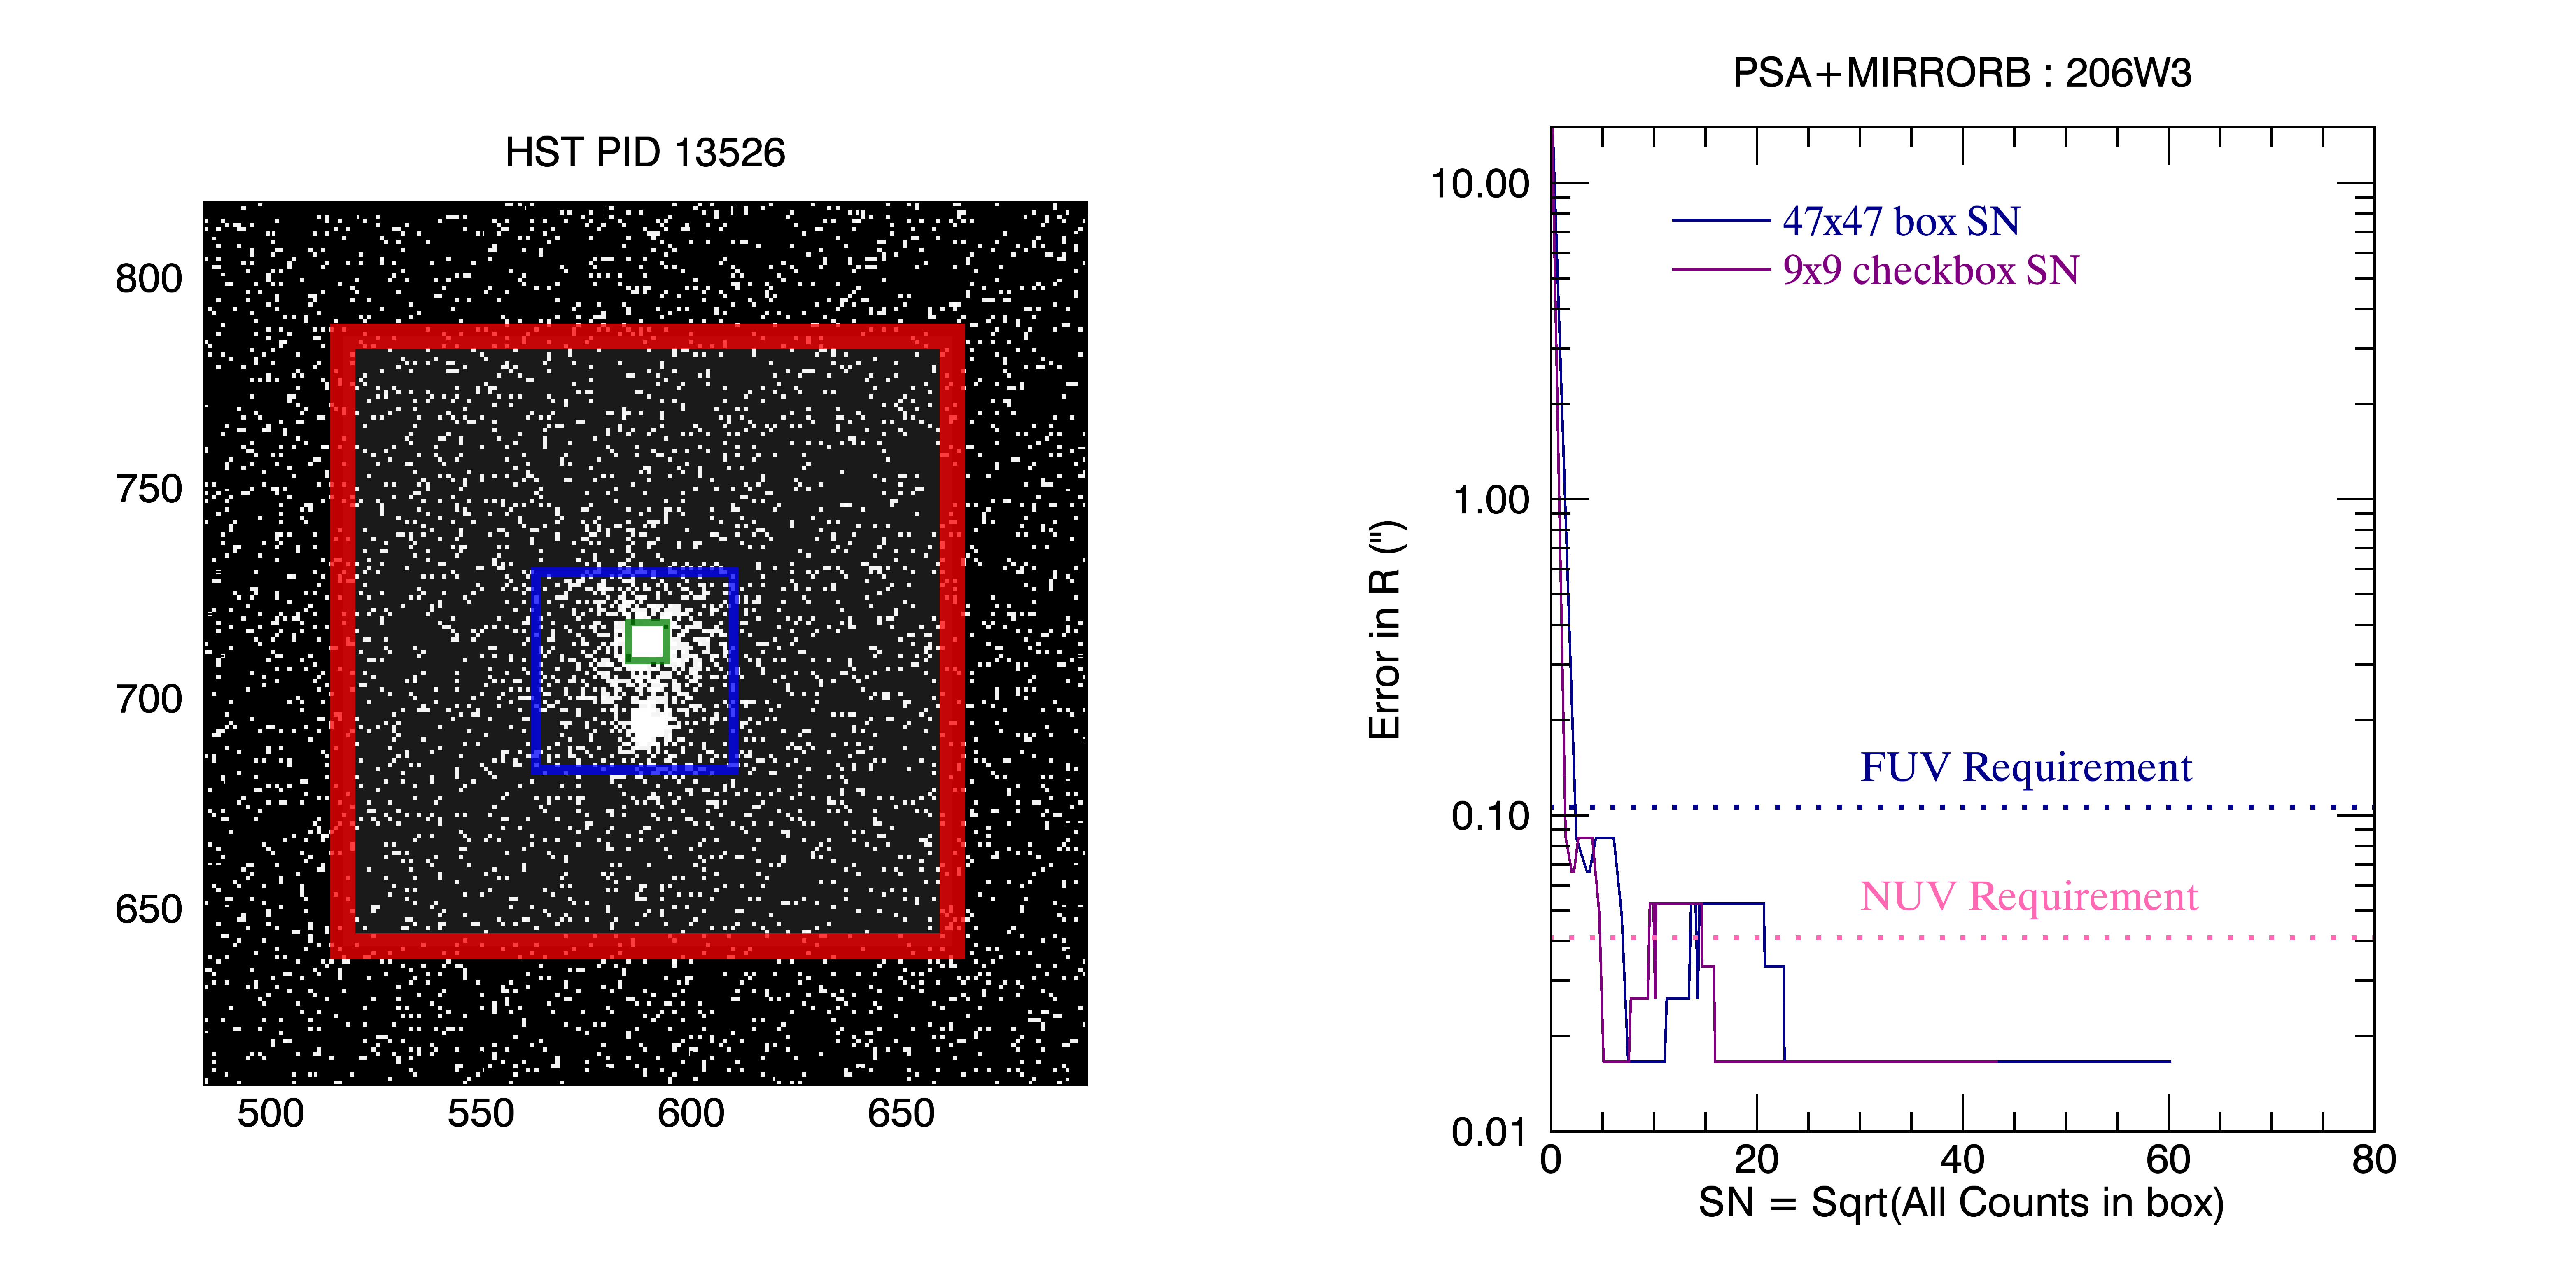 HST PID 13526
800
750
700
650
500 550 600 650
PSA+MIRRORB : 206W3
10.00
1.00
0.10
0.01
Error in R (")
47x47 box SN
9x9 checkbox SN
FUV Requirement
NUV Requirement
0 20 40 60 80
SN = Sqrt(All Counts in box)